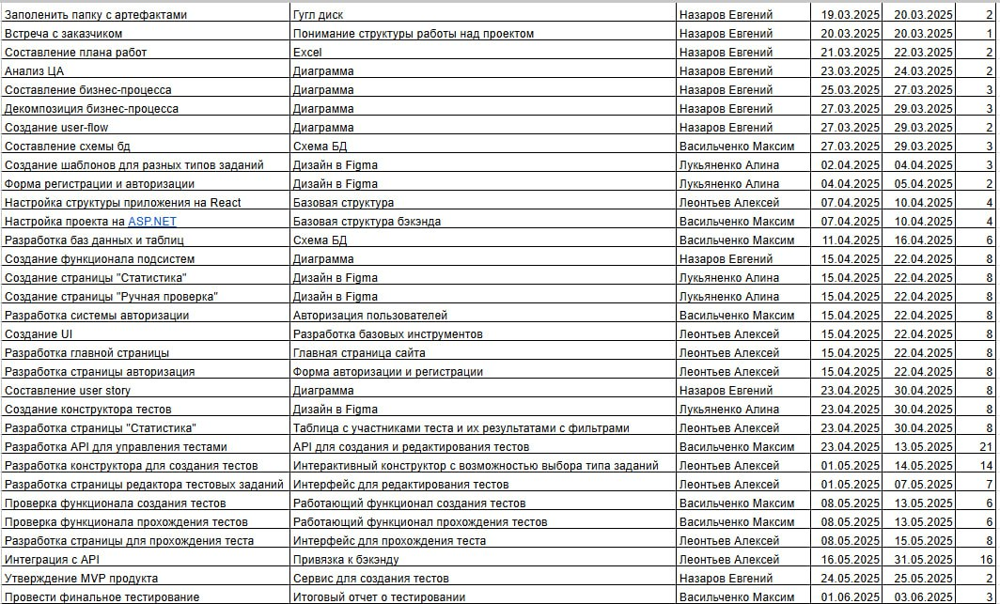 Заполенить папку с артефактами Гугл диск Назаров Евгений 19.03.2025 20.03.2025 2
Встреча с заказчиком Понимание структуры работы над проектом Назаров Евгений 20.03.2025 20.03.2025 1
Составление плана работ Excel Назаров Евгений 21.03.2025 22.03.2025 2
Анализ ЦА Диаграмма Назаров Евгений 23.03.2025 24.03.2025 2
Составление бизнес-процесса Диаграмма Назаров Евгений 25.03.2025 27.03.2025 3
Декомпозиция бизнес-процесса Диаграмма Назаров Евгений 27.03.2025 29.03.2025 3
Создание user-flow Диаграмма Назаров Евгений 27.03.2025 29.03.2025 2
Составление схемы бд Схема БД Васильченко Максим 27.03.2025 29.03.2025 3
Создание шаблонов для разных типов заданий Дизайн в Figma Лукьяненко Алина 02.04.2025 04.04.2025 3
Форма регистрации и авторизации Дизайн в Figma Лукьяненко Алина 04.04.2025 05.04.2025 2
Настройка структуры приложения на React Базовая структура Леонтьев Алексей 07.04.2025 10.04.2025 4
Настройка проекта на ASP.NET Базовая структура бэкэнда Васильченко Максим 07.04.2025 10.04.2025 4
Разработка баз данных и таблиц Схема БД Васильченко Максим 11.04.2025 16.04.2025 6
Создание функционала подсистем Диаграмма Назаров Евгений 15.04.2025 22.04.2025 8
Создание страницы "Статистика" Дизайн в Figma Лукьяненко Алина 15.04.2025 22.04.2025 8
Создание страницы "Ручная проверка" Дизайн в Figma Лукьяненко Алина 15.04.2025 22.04.2025 8
Разработка системы авторизации Авторизация пользователей Васильченко Максим 15.04.2025 22.04.2025 8
Создание UI Разработка базовых инструментов Леонтьев Алексей 15.04.2025 22.04.2025 8
Разработка главной страницы Главная страница сайта Леонтьев Алексей 15.04.2025 22.04.2025 8
Разработка страницы авторизация Форма авторизации и регистрации Леонтьев Алексей 15.04.2025 22.04.2025 8
Составление user story Диаграмма Назаров Евгений 23.04.2025 30.04.2025 8
Создание конструктора тестов Дизайн в Figma Лукьяненко Алина 23.04.2025 30.04.2025 8
Разработка страницы "Статистика" Таблица с участниками теста и их результатами с фильтрами Леонтьев Алексей 23.04.2025 30.04.2025 8
Разработка API для управления тестами API для создания и редактирования тестов Васильченко Максим 23.04.2025 13.05.2025 21
Разработка конструктора для создания тестов Интерактивный конструктор с возможностью выбора типа заданий Леонтьев Алексей 01.05.2025 14.05.2025 14
Разработка страницы редактора тестовых заданий Интерфейс для редактирования тестов Леонтьев Алексей 01.05.2025 07.05.2025 7
Проверка функционала создания тестов Работающий функционал создания тестов Васильченко Максим 08.05.2025 13.05.2025 6
Проверка функционала прохождения тестов Работающий функционал прохождения тестов Васильченко Максим 08.05.2025 13.05.2025 6
Разработка страницы для прохождения теста Интерфейс для прохождения теста Леонтьев Алексей 08.05.2025 15.05.2025 8
Интеграция с API Привязка к бэкэнду Леонтьев Алексей 16.05.2025 31.05.2025 16
Утверждение MVP продукта Сервис для создания тестов Назаров Евгений 24.05.2025 25.05.2025 2
Провести финальное тестирование Итоговый отчет о тестировании Васильченко Максим 01.06.2025 03.06.2025 3